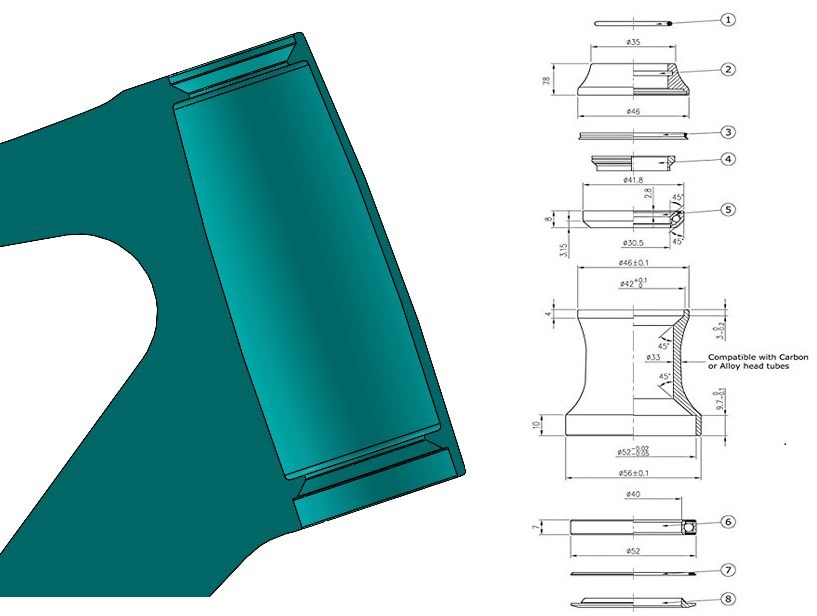 1
ø35
2
7.8
ø46
3
4
ø41.8
2.8
45°
5
8
3.15
ø30.5
45°
ø46±0.1
ø42+0.1 0
4
3-0.2 0
45°
ø33
Compatible with Carbon
or Alloy head tubes
45°
9.7-0.1 0
10
ø52-0.02 -0.05
ø56±0.1
ø40
6
7
ø52
7
8